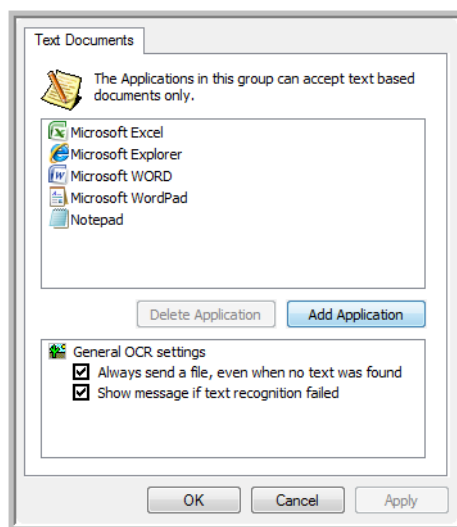 Text Documents
The Applications in this group can accept text based
documents only.
Microsoft Excel
Microsoft Explorer
Microsoft WORD
Microsoft WordPad
Notepad
Delete Application
Add Application
General OCR settings
Always send a file, even when no text was found
Show message if text recognition failed
OK
Cancel
Apply